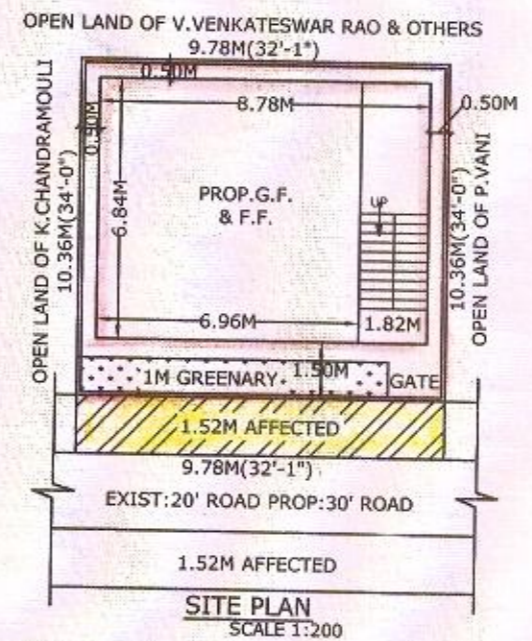 OPEN LAND OF V.VENKATESWAR RAO & OTHERS
9.78M(32'-1")
0.50M
8.78M
0.50M
0.50M
OPEN LAND OF K.CHANDRAMOULI
10.36M(34'-0")
6.84M
PROP.G.F.
& F.F.
UP
10.36M(34'-0")
OPEN LAND OF P.VANI
6.96M
1.82M
1.50M
1M GREENARY
GATE
1.52M AFFECTED
9.78M(32'-1")
EXIST:20' ROAD PROP:30' ROAD
1.52M AFFECTED
SITE PLAN
SCALE 1:200